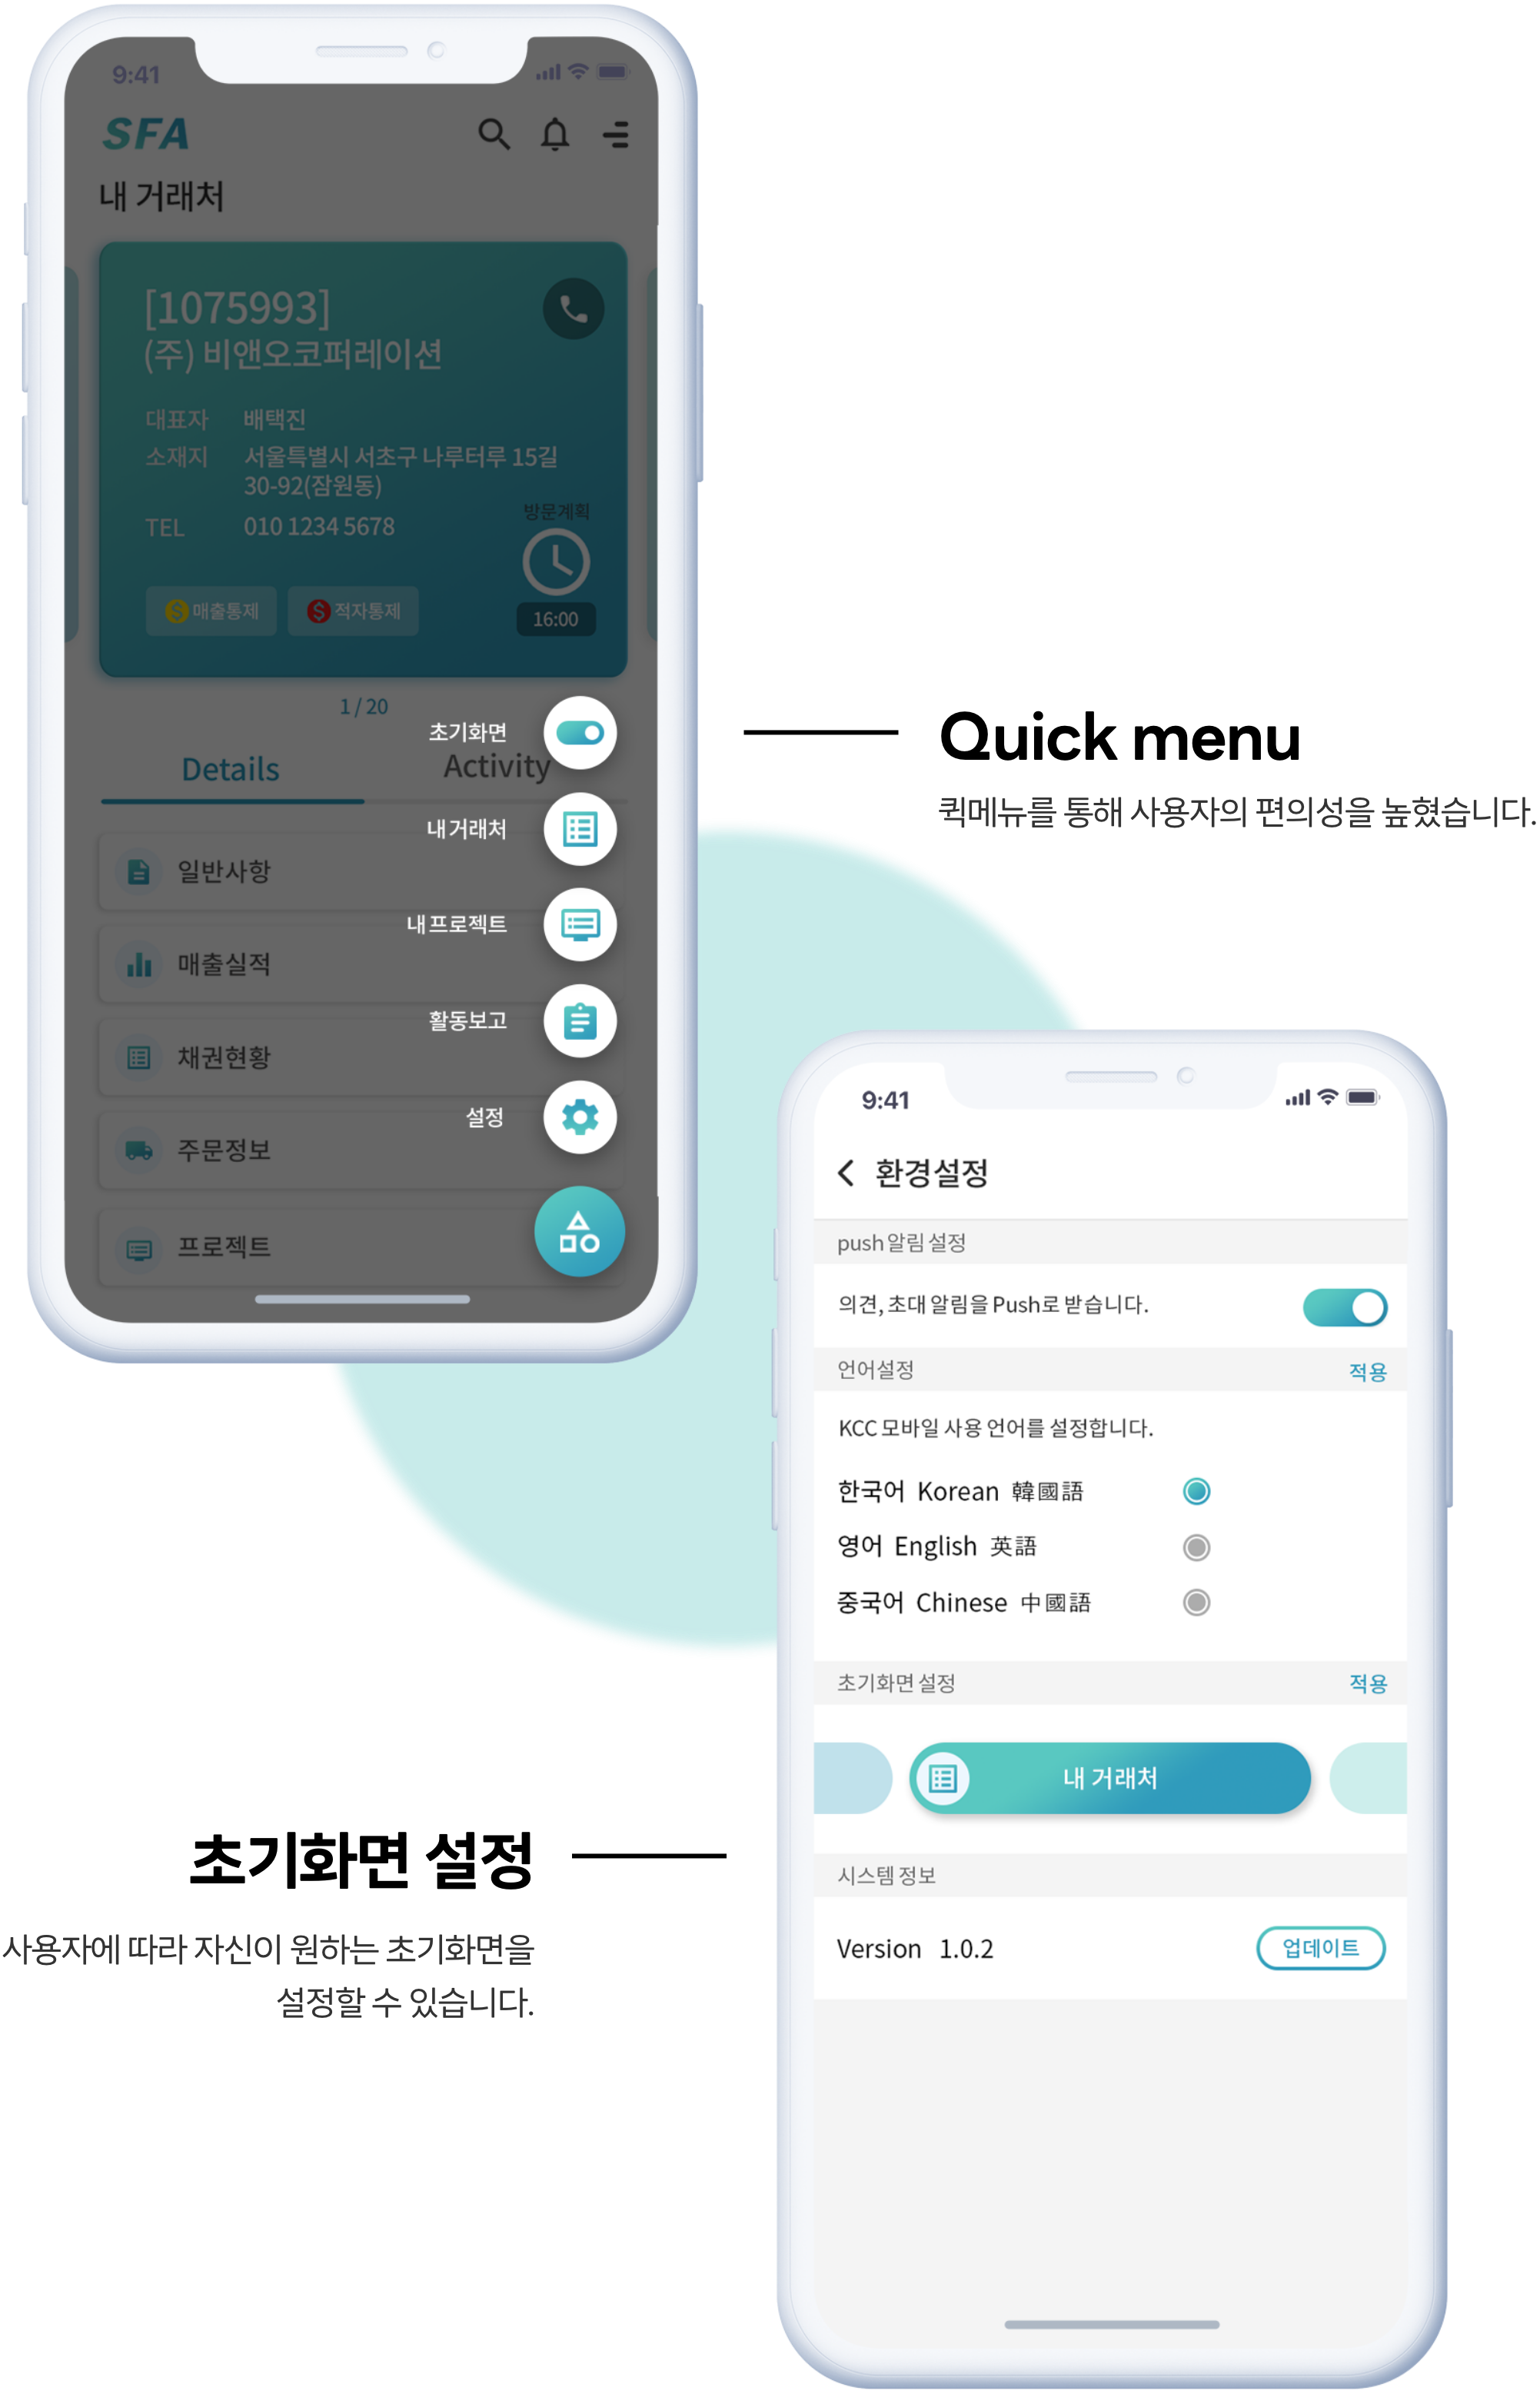 9:41
SFA
내 거래처
[1075993]
(주) 비앤오코퍼레이션
대표자 배택진
소재지 서울특별시 서초구 나루터루 15길
30-92(잠원동)
TEL 010 1234 5678
방문계획
16:00
매출통제 적자통제
1 / 20
Details Activity
일반사항
매출실적
채권현황
주문정보
프로젝트
초기화면
내 거래처
내 프로젝트
활동보고
설정
Quick menu
퀵메뉴를 통해 사용자의 편의성을 높혔습니다.
9:41
환경설정
push 알림 설정
의견, 초대 알림을 Push로 받습니다.
언어설정 적용
KCC 모바일 사용 언어를 설정합니다.
한국어 Korean 韓國語
영어 English 英語
중국어 Chinese 中國語
초기화면 설정 적용
내 거래처
시스템 정보
Version 1.0.2 업데이트
초기화면 설정
사용자에 따라 자신이 원하는 초기화면을
설정할 수 있습니다.